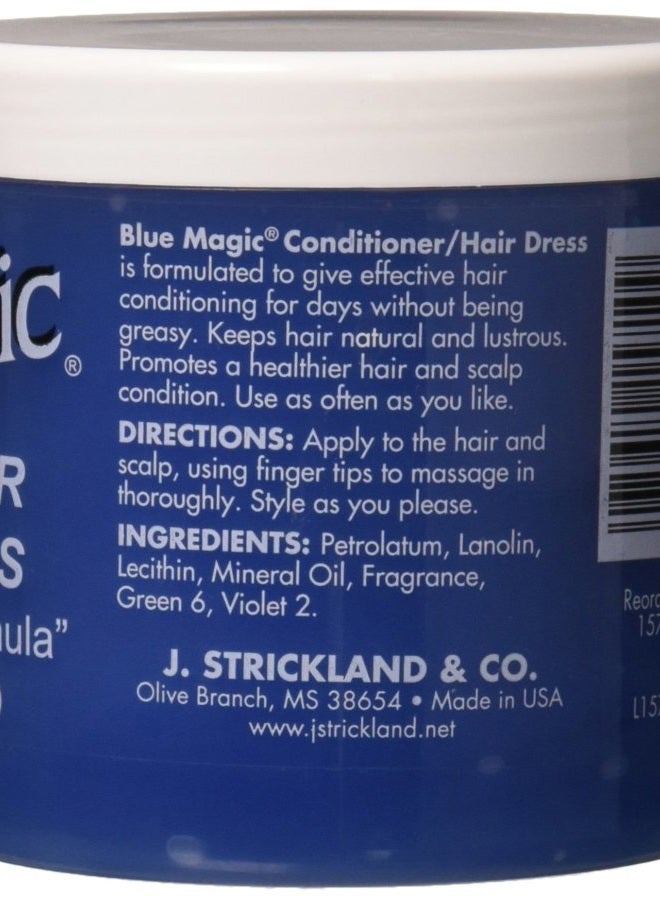 ic®
R
S
ula”
)
Blue Magic® Conditioner/Hair Dress
is formulated to give effective hair
conditioning for days without being
greasy. Keeps hair natural and lustrous.
Promotes a healthier hair and scalp
condition. Use as often as you like.
DIRECTIONS: Apply to the hair and
scalp, using finger tips to massage in
thoroughly. Style as you please.
INGREDIENTS: Petrolatum, Lanolin,
Lecithin, Mineral Oil, Fragrance,
Green 6, Violet 2.
J. STRICKLAND & CO.
Olive Branch, MS 38654 • Made in USA
www.jstrickland.net
Reord
157
L157